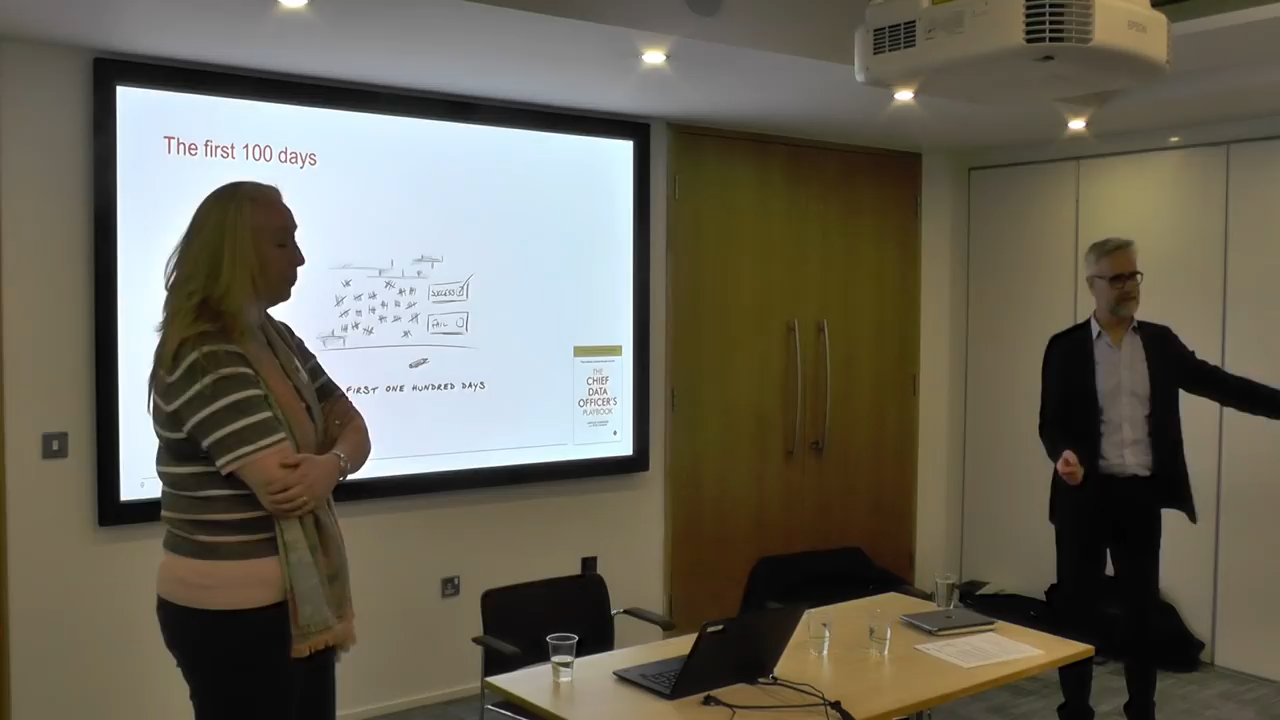 The first 100 days
SUCCESS
FAIL
FIRST ONE HUNDRED DAYS
THE
CHIEF
DATA
OFFICER'S
PLAYBOOK
EPSON